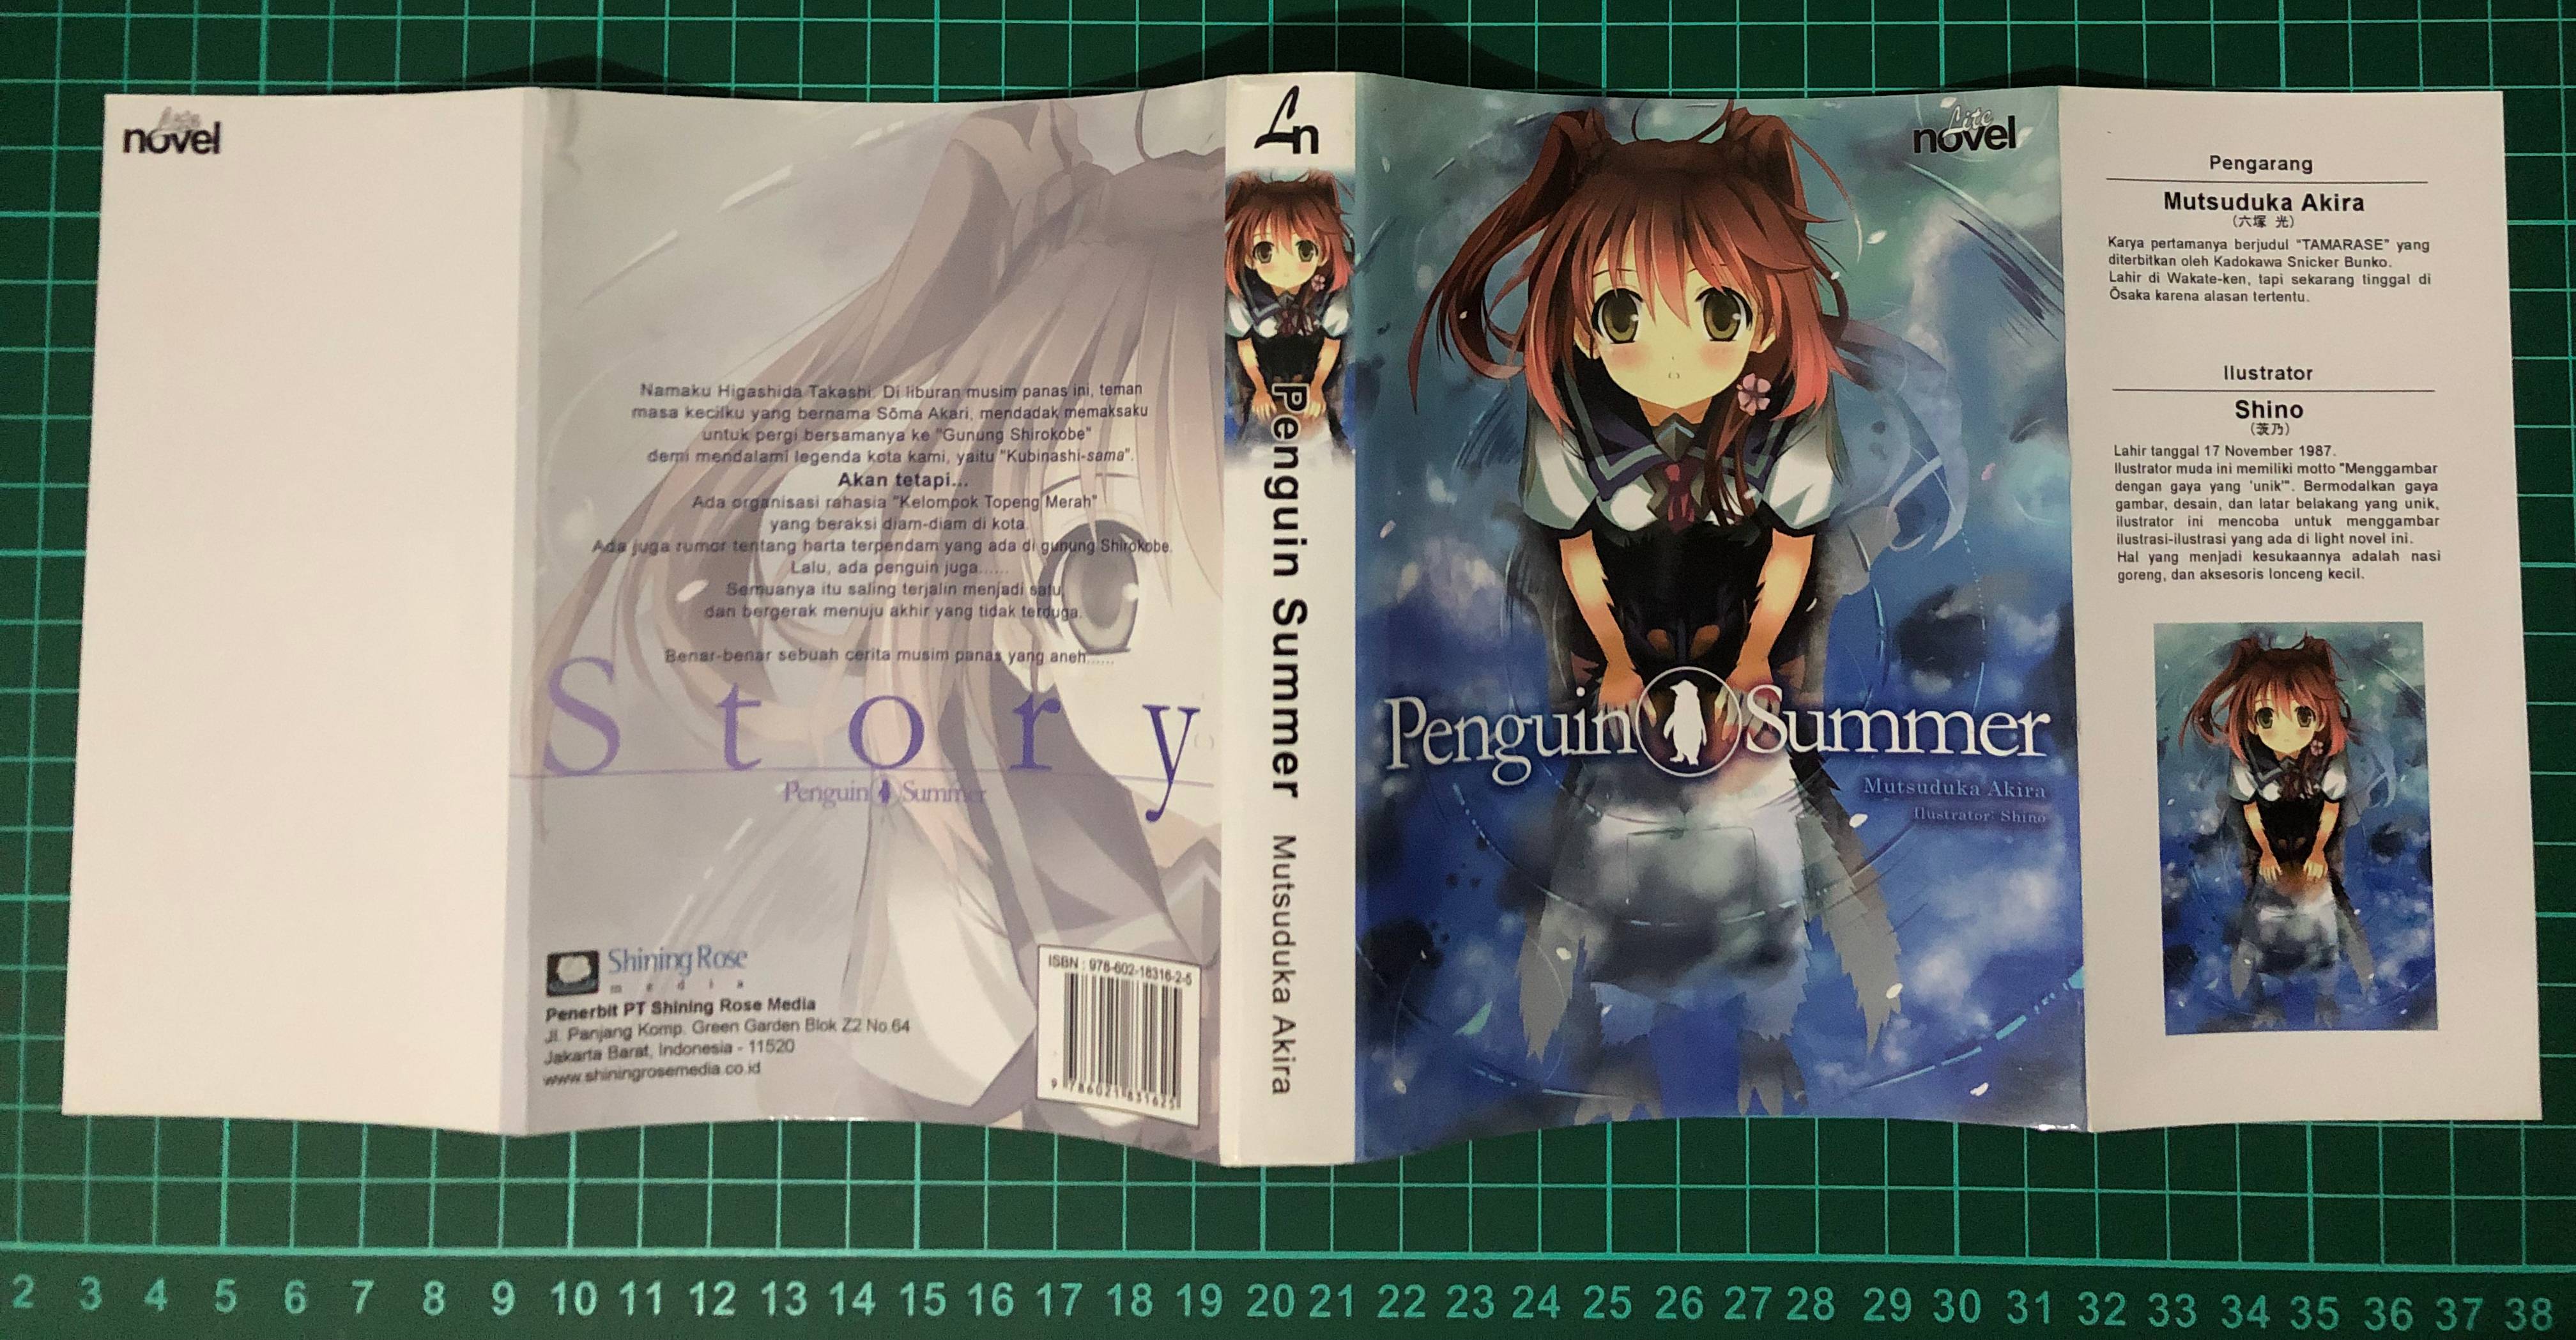 Lite
novel
Namaku Higashida Takashi. Di liburan musim panas ini, teman
masa kecilku yang bernama Sōma Akari, mendadak memaksaku
untuk pergi bersamanya ke "Gunung Shirokobe"
demi mendalami legenda kota kami, yaitu "Kubinashi-sama".
Akan tetapi...
Ada organisasi rahasia "Kelompok Topeng Merah"
yang beraksi diam-diam di kota.
Ada juga rumor tentang harta terpendam yang ada di gunung Shirokobe.
Lalu, ada penguin juga......
Semuanya itu saling terjalin menjadi satu,
dan bergerak menuju akhir yang tidak terduga.
Benar-benar sebuah cerita musim panas yang aneh......
Story
Penguin Summer
Shining Rose
media
Penerbit PT Shining Rose Media
Jl. Panjang Komp. Green Garden Blok Z2 No.64
Jakarta Barat, Indonesia - 11520
www.shiningrosemedia.co.id
ISBN : 978-602-18316-2-5
9 786021 831625
Ln
Penguin Summer Mutsuduka Akira
Lite
novel
Penguin Summer
Mutsuduka Akira
Ilustrator: Shino
Pengarang
Mutsuduka Akira
(六塚 光)
Karya pertamanya berjudul "TAMARASE" yang
diterbitkan oleh Kadokawa Snicker Bunko.
Lahir di Wakate-ken, tapi sekarang tinggal di
Ōsaka karena alasan tertentu.
Ilustrator
Shino
(茨乃)
Lahir tanggal 17 November 1987.
Ilustrator muda ini memiliki motto "Menggambar
dengan gaya yang 'unik'". Bermodalkan gaya
gambar, desain, dan latar belakang yang unik,
ilustrator ini mencoba untuk menggambar
ilustrasi-ilustrasi yang ada di light novel ini.
Hal yang menjadi kesukaannya adalah nasi
goreng, dan aksesoris lonceng kecil.
2 3 4 5 6 7 8 9 10 11 12 13 14 15 16 17 18 19 20 21 22 23 24 25 26 27 28 29 30 31 32 33 34 35 36 37 38